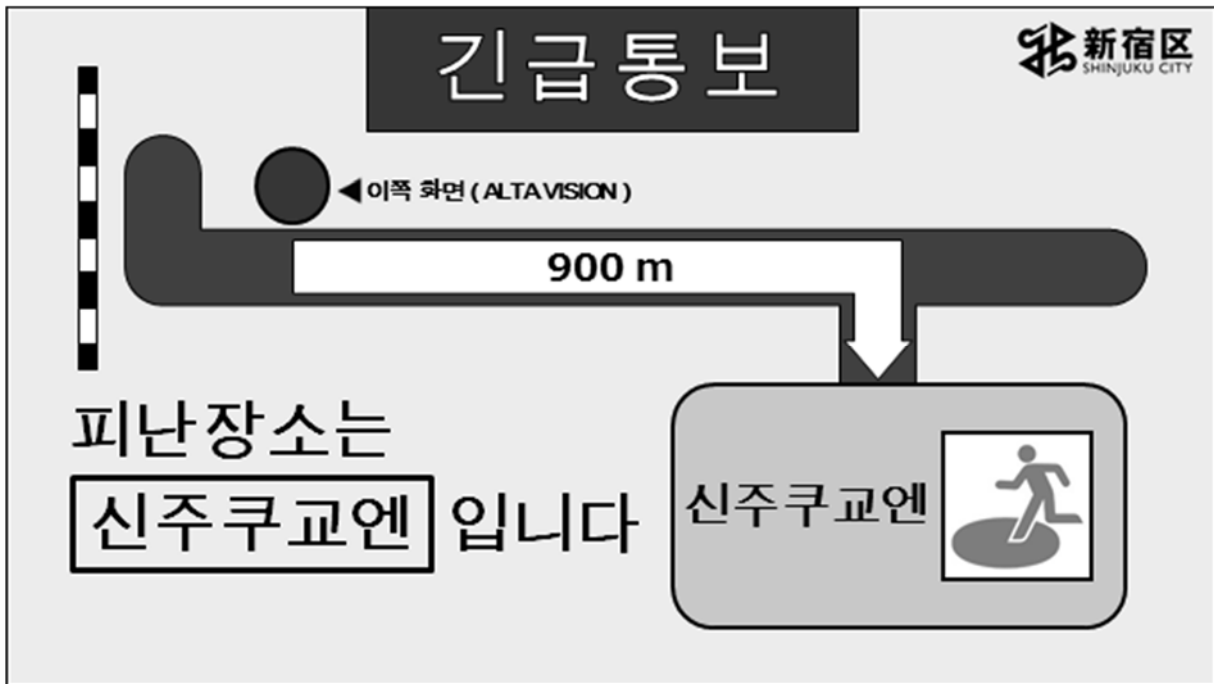 긴급통보
新宿区
SHINJUKU CITY
이쪽 화면 ( ALTA VISION )
900 m
피난장소는
신주쿠교엔 입니다
신주쿠교엔